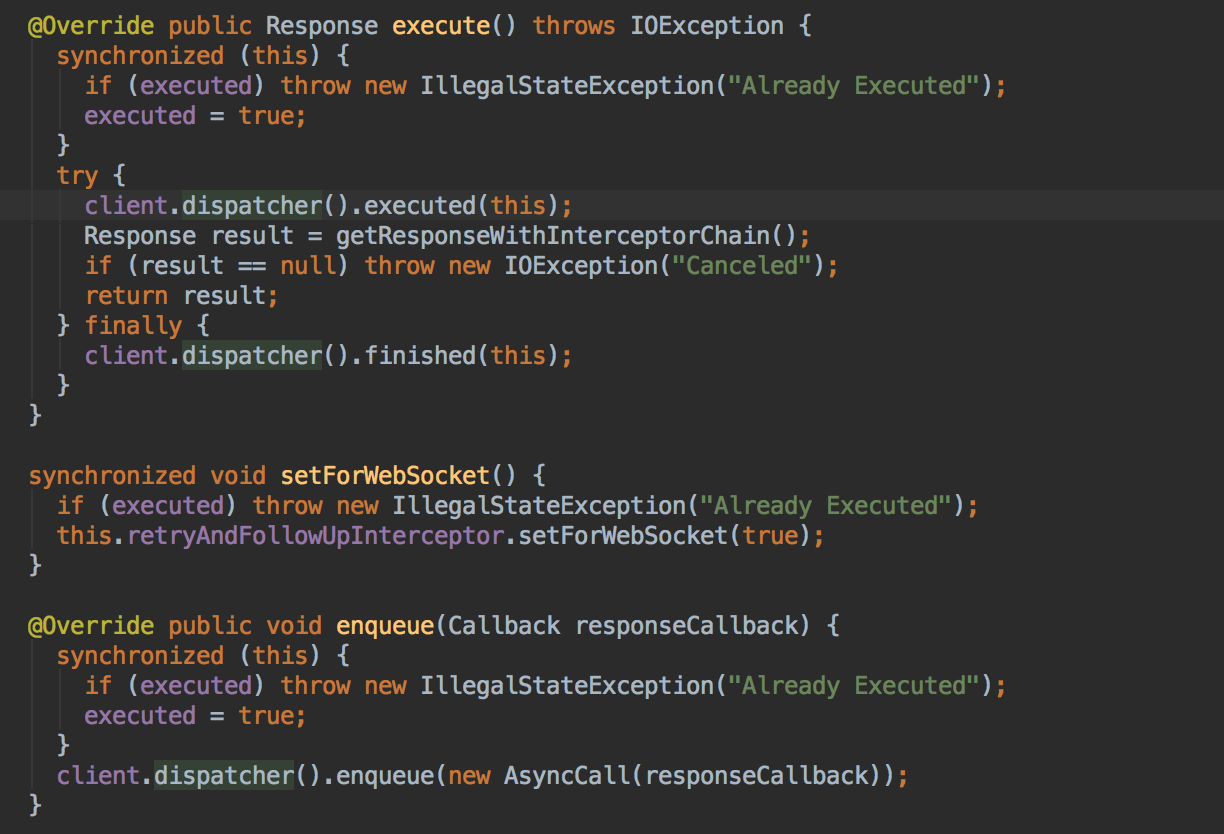 @Override public Response execute() throws IOException {
  synchronized (this) {
    if (executed) throw new IllegalStateException("Already Executed");
    executed = true;
  }
  try {
    client.dispatcher().executed(this);
    Response result = getResponseWithInterceptorChain();
    if (result == null) throw new IOException("Canceled");
    return result;
  } finally {
    client.dispatcher().finished(this);
  }
}

synchronized void setForWebSocket() {
  if (executed) throw new IllegalStateException("Already Executed");
  this.retryAndFollowUpInterceptor.setForWebSocket(true);
}

@Override public void enqueue(Callback responseCallback) {
  synchronized (this) {
    if (executed) throw new IllegalStateException("Already Executed");
    executed = true;
  }
  client.dispatcher().enqueue(new AsyncCall(responseCallback));
}